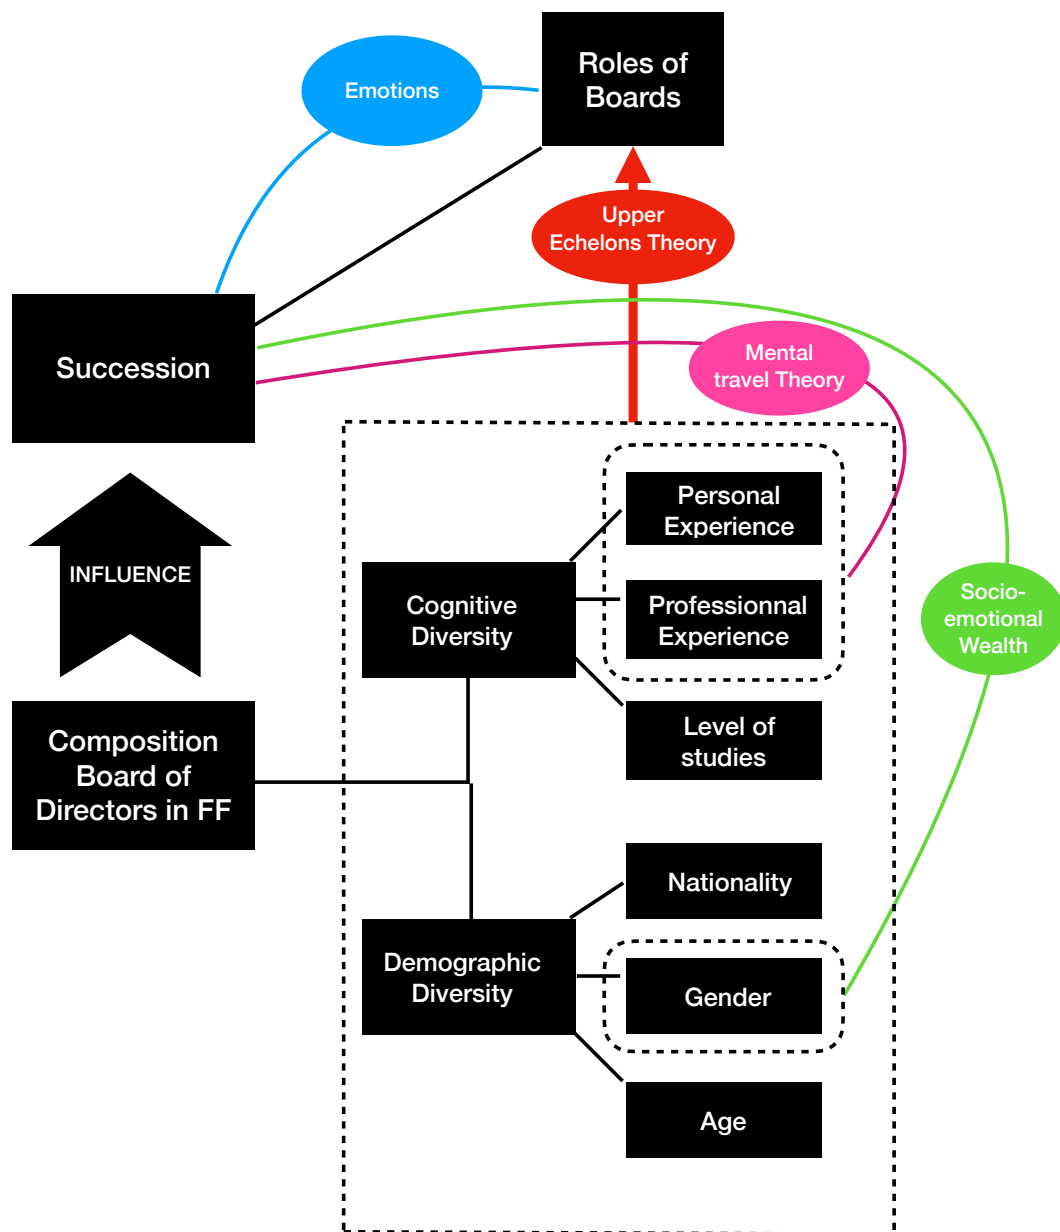 Roles of
Boards
Emotions
Upper
Echelons Theory
Succession
Mental
travel Theory
INFLUENCE
Personal
Experience
Cognitive
Diversity
Professionnal
Experience
Socio-
emotional
Wealth
Level of
studies
Composition
Board of
Directors in FF
Nationality
Demographic
Diversity
Gender
Age